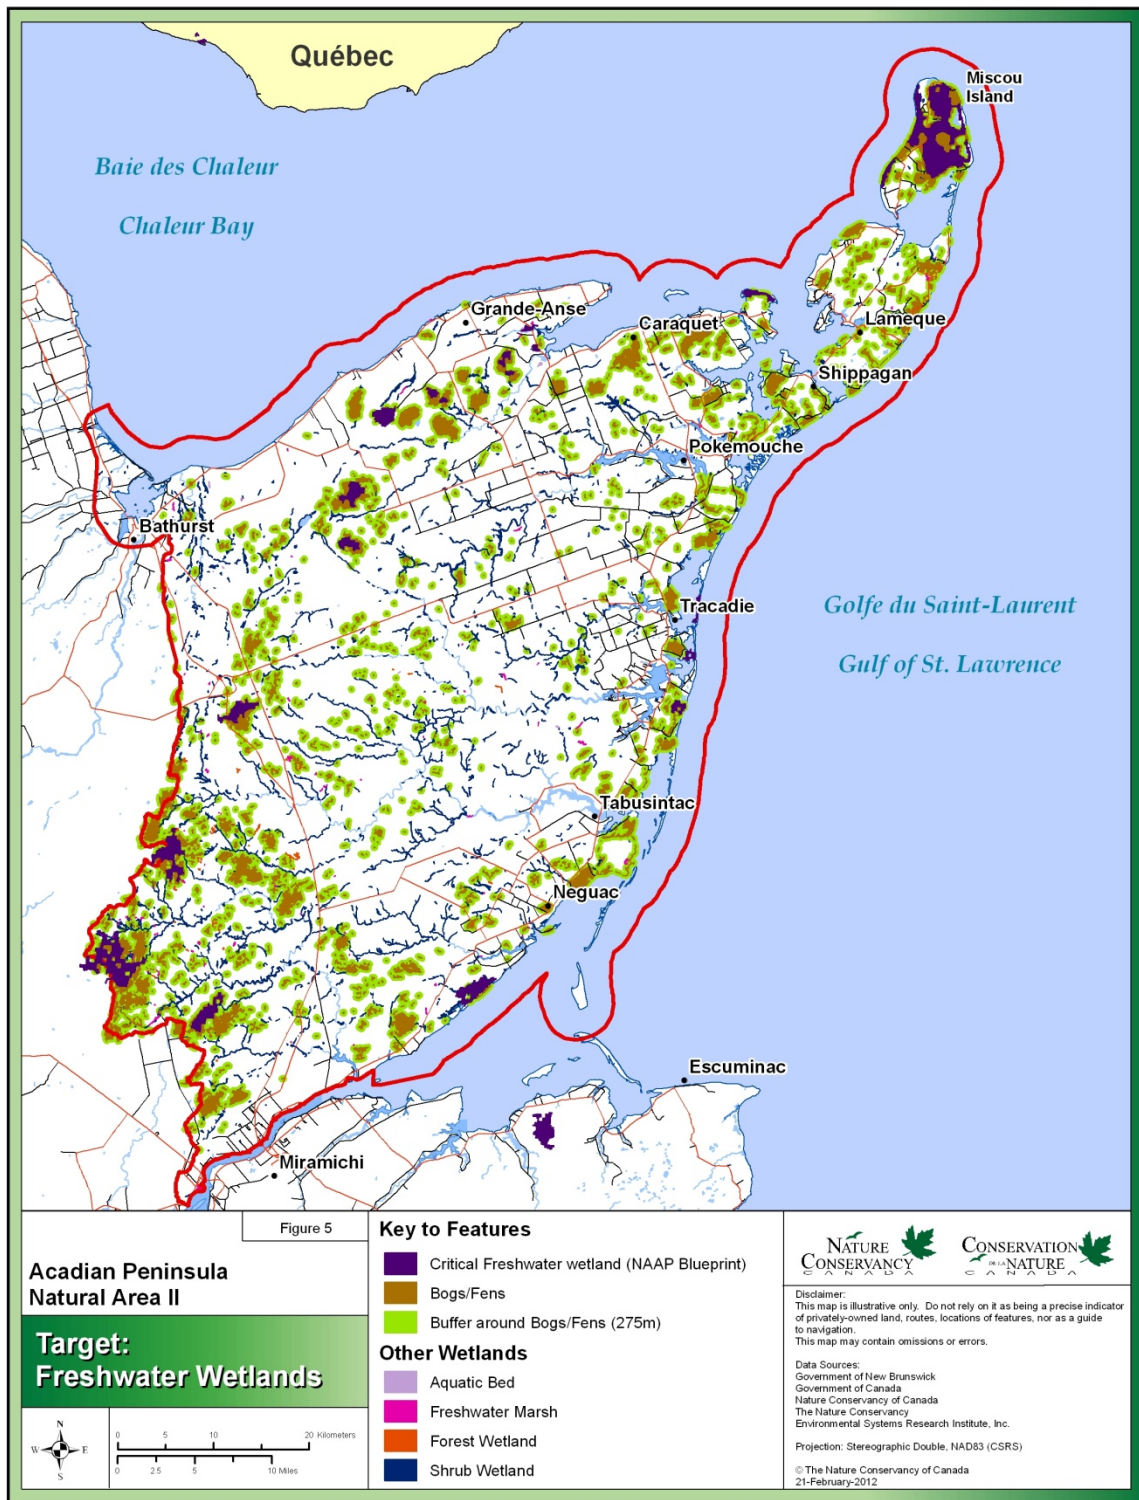 Québec
Miscou
Island
Baie des Chaleur
Chaleur Bay
Grande-Anse
Caraquet
Lameque
Shippagan
Pokemouche
Bathurst
Tracadie
Golfe du Saint-Laurent
Gulf of St. Lawrence
Tabusintac
Neguac
Escuminac
Miramichi
Figure 5
Acadian Peninsula
Natural Area II
Target:
Freshwater Wetlands
N
W E
S
0 5 10 20 Kilometers
0 2.5 5 10 Miles
Key to Features
Critical Freshwater wetland (NAAP Blueprint)
Bogs/Fens
Buffer around Bogs/Fens (275m)
Other Wetlands
Aquatic Bed
Freshwater Marsh
Forest Wetland
Shrub Wetland
NATURE
CONSERVANCY
CANADA
CONSERVATION
DE LA NATURE
CANADA
Disclaimer:
This map is illustrative only. Do not rely on it as being a precise indicator
of privately-owned land, routes, locations of features, nor as a guide
to navigation.
This map may contain omissions or errors.
Data Sources:
Government of New Brunswick
Government of Canada
Nature Conservancy of Canada
The Nature Conservancy
Environmental Systems Research Institute, Inc.
Projection: Stereographic Double, NAD83 (CSRS)
© The Nature Conservancy of Canada
21-February-2012